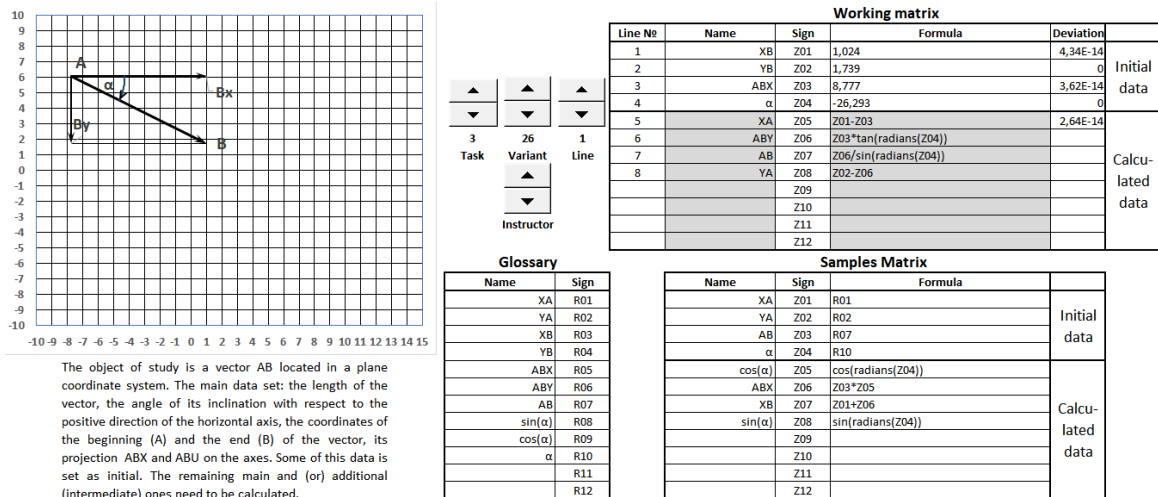 10
9
8
7
6
5
4
3
2
1
0
-1
-2
-3
-4
-5
-6
-7
-8
-9
-10
-10 -9 -8 -7 -6 -5 -4 -3 -2 -1 0 1 2 3 4 5 6 7 8 9 10 11 12 13 14 15
A
α
Bx
By
B
The object of study is a vector AB located in a plane
coordinate system. The main data set: the length of the
vector, the angle of its inclination with respect to the
positive direction of the horizontal axis, the coordinates of
the beginning (A) and the end (B) of the vector, its
projection ABX and ABU on the axes. Some of this data is
set as initial. The remaining main and (or) additional
(intermediate) ones need to be calculated.
3 26 1
Task Variant Line
Instructor
Working matrix
Line № Name Sign Formula Deviation
1 XB Z01 1,024 4,34E-14
2 YB Z02 1,739 0
3 ABX Z03 8,777 3,62E-14
4 α Z04 -26,293 0
Initial
data
5 XA Z05 Z01-Z03 2,64E-14
6 ABY Z06 Z03*tan(radians(Z04))
7 AB Z07 Z06/sin(radians(Z04))
8 YA Z08 Z02-Z06
Z09
Z10
Z11
Z12
Calcu-
lated
data
Glossary
Name Sign
XA R01
YA R02
XB R03
YB R04
ABX R05
ABY R06
AB R07
sin(α) R08
cos(α) R09
α R10
R11
R12
Samples Matrix
Name Sign Formula
XA Z01 R01
YA Z02 R02
AB Z03 R07
α Z04 R10
Initial
data
cos(α) Z05 cos(radians(Z04))
ABX Z06 Z03*Z05
XB Z07 Z01+Z06
sin(α) Z08 sin(radians(Z04))
Z09
Z10
Z11
Z12
Calcu-
lated
data